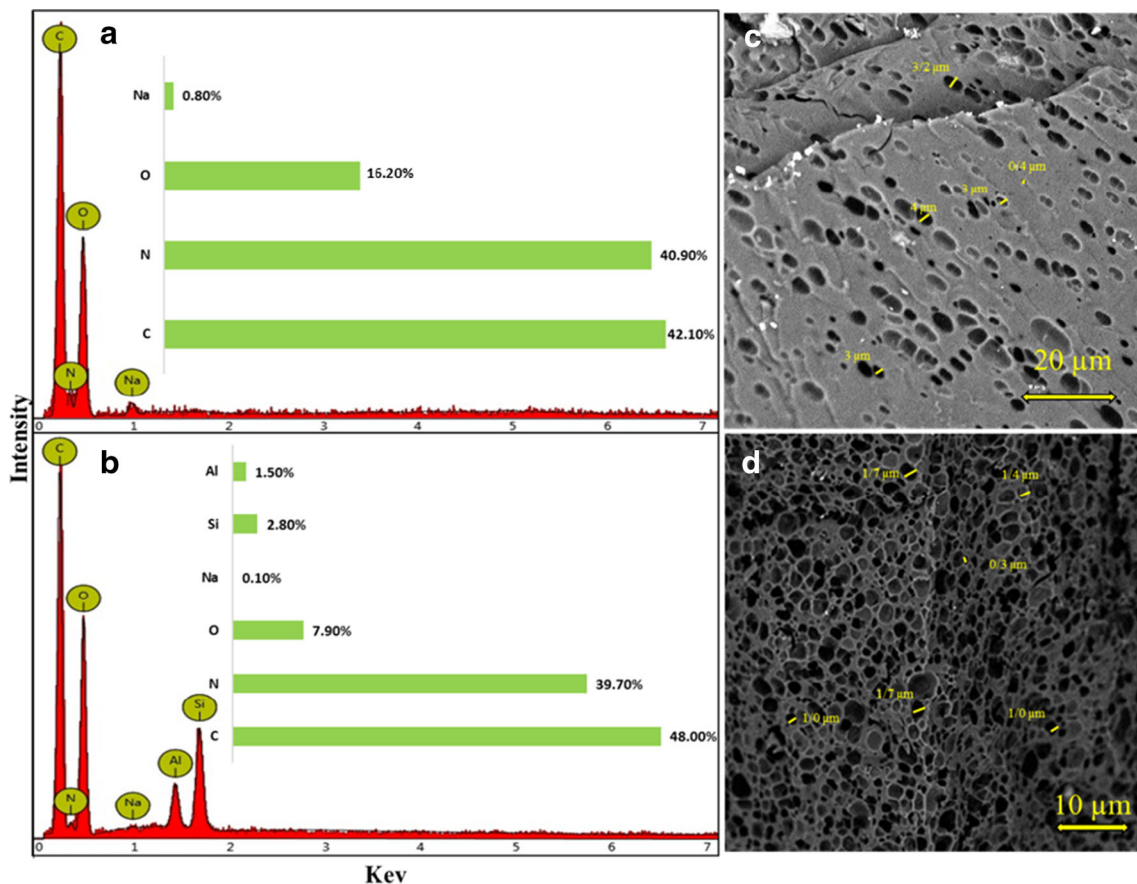 Intensity
a
C
O
N
Na
Na 0.80%
O 16.20%
N 40.90%
C 42.10%
0 1 2 3 4 5 6 7
b
C
O
N
Na
Al
Si
Al 1.50%
Si 2.80%
Na 0.10%
O 7.90%
N 39.70%
C 48.00%
0 1 2 3 4 5 6 7
Kev
c
3/2 µm
0/4 µm
3 µm
4 µm
3 µm
20 µm
d
1/7 µm
1/4 µm
0/3 µm
1/7 µm
1/0 µm
1/0 µm
10 µm